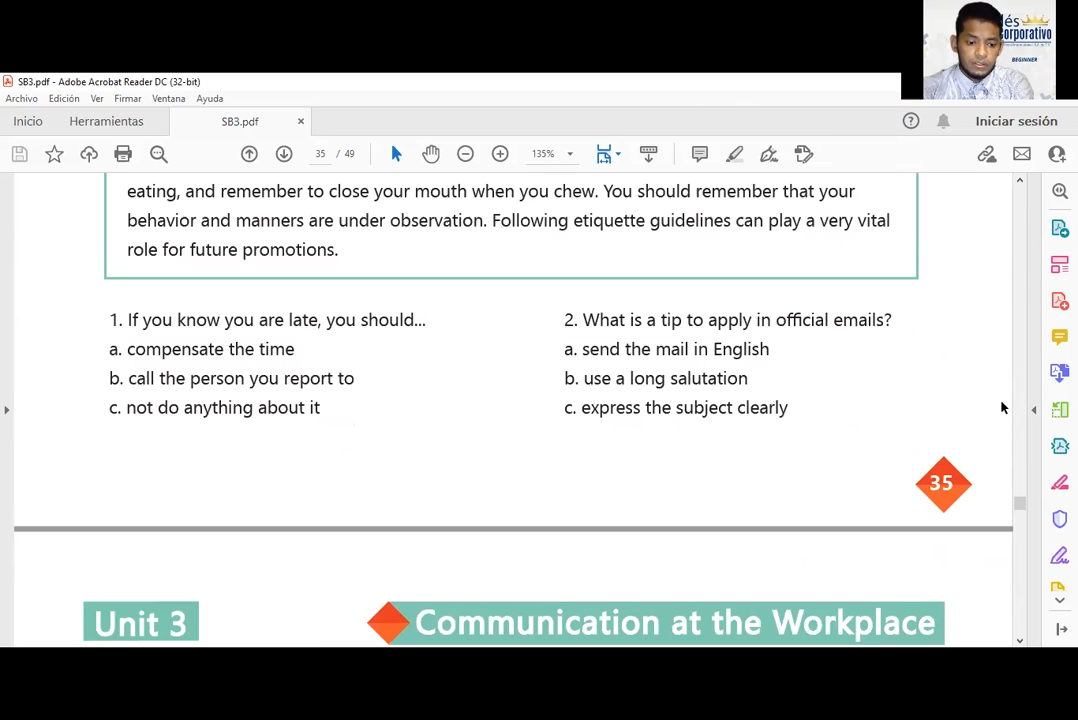 és
corporativo
BEGINNER
SB3.pdf - Adobe Acrobat Reader DC (32-bit)
Archivo Edición Ver Firmar Ventana Ayuda
Inicio Herramientas SB3.pdf × Iniciar sesión
35 / 49 135%
eating, and remember to close your mouth when you chew. You should remember that your
behavior and manners are under observation. Following etiquette guidelines can play a very vital
role for future promotions.
1. If you know you are late, you should...
a. compensate the time
b. call the person you report to
c. not do anything about it
2. What is a tip to apply in official emails?
a. send the mail in English
b. use a long salutation
c. express the subject clearly
35
Unit 3 Communication at the Workplace